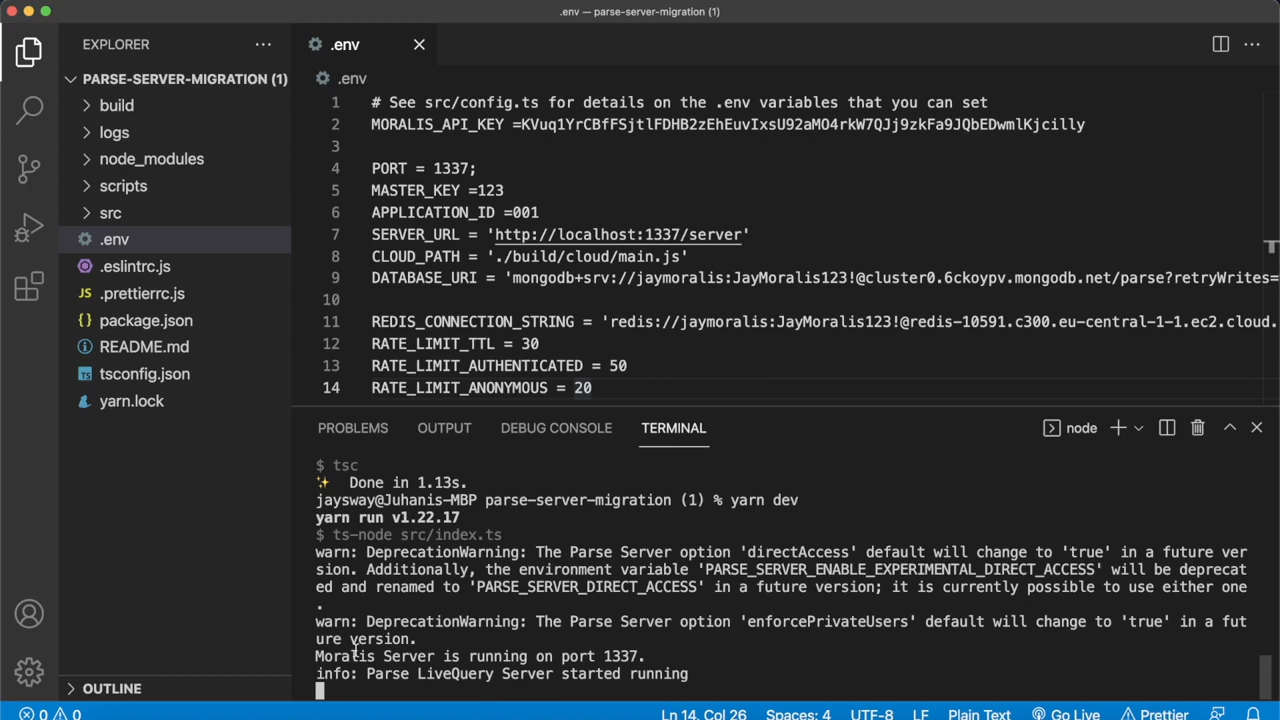 .env — parse-server-migration (1)
EXPLORER
PARSE-SERVER-MIGRATION (1)
build
logs
node_modules
scripts
src
.env
.eslintrc.js
JS .prettierrc.js
{} package.json
README.md
TS tsconfig.json
yarn.lock
OUTLINE
.env
.env
1 # See src/config.ts for details on the .env variables that you can set
2 MORALIS_API_KEY =KVuq1YrCBfFSjtlFDHB2zEhEuvIxsU92aMO4rkW7QJj9zkFa9JQbEDwmlKjcilly
3
4 PORT = 1337;
5 MASTER_KEY =123
6 APPLICATION_ID =001
7 SERVER_URL = 'http://localhost:1337/server'
8 CLOUD_PATH = './build/cloud/main.js'
9 DATABASE_URI = 'mongodb+srv://jaymoralis:JayMoralis123!@cluster0.6ckoypv.mongodb.net/parse?retryWrites=
10
11 REDIS_CONNECTION_STRING = 'redis://jaymoralis:JayMoralis123!@redis-10591.c300.eu-central-1-1.ec2.cloud.
12 RATE_LIMIT_TTL = 30
13 RATE_LIMIT_AUTHENTICATED = 50
14 RATE_LIMIT_ANONYMOUS = 20
PROBLEMS OUTPUT DEBUG CONSOLE TERMINAL node
$ tsc
✨ Done in 1.13s.
jaysway@Juhanis-MBP parse-server-migration (1) % yarn dev
yarn run v1.22.17
$ ts-node src/index.ts
warn: DeprecationWarning: The Parse Server option 'directAccess' default will change to 'true' in a future ver
sion. Additionally, the environment variable 'PARSE_SERVER_ENABLE_EXPERIMENTAL_DIRECT_ACCESS' will be deprecat
ed and renamed to 'PARSE_SERVER_DIRECT_ACCESS' in a future version; it is currently possible to use either one
.
warn: DeprecationWarning: The Parse Server option 'enforcePrivateUsers' default will change to 'true' in a fut
ure version.
Moralis Server is running on port 1337.
info: Parse LiveQuery Server started running
0 0 Ln 14, Col 26 Spaces: 4 UTF-8 LF Plain Text Go Live Prettier